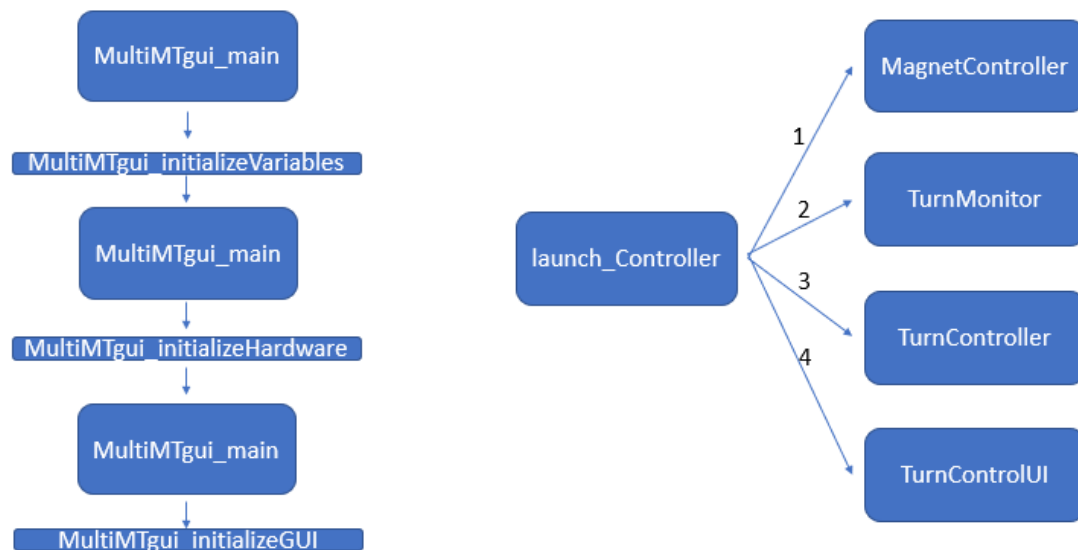 MultiMTgui_main
MultiMTgui_initializeVariables
MultiMTgui_main
MultiMTgui_initializeHardware
MultiMTgui_main
MultiMTgui_initializeGUI
launch_Controller
1
2
3
4
MagnetController
TurnMonitor
TurnController
TurnControlUI